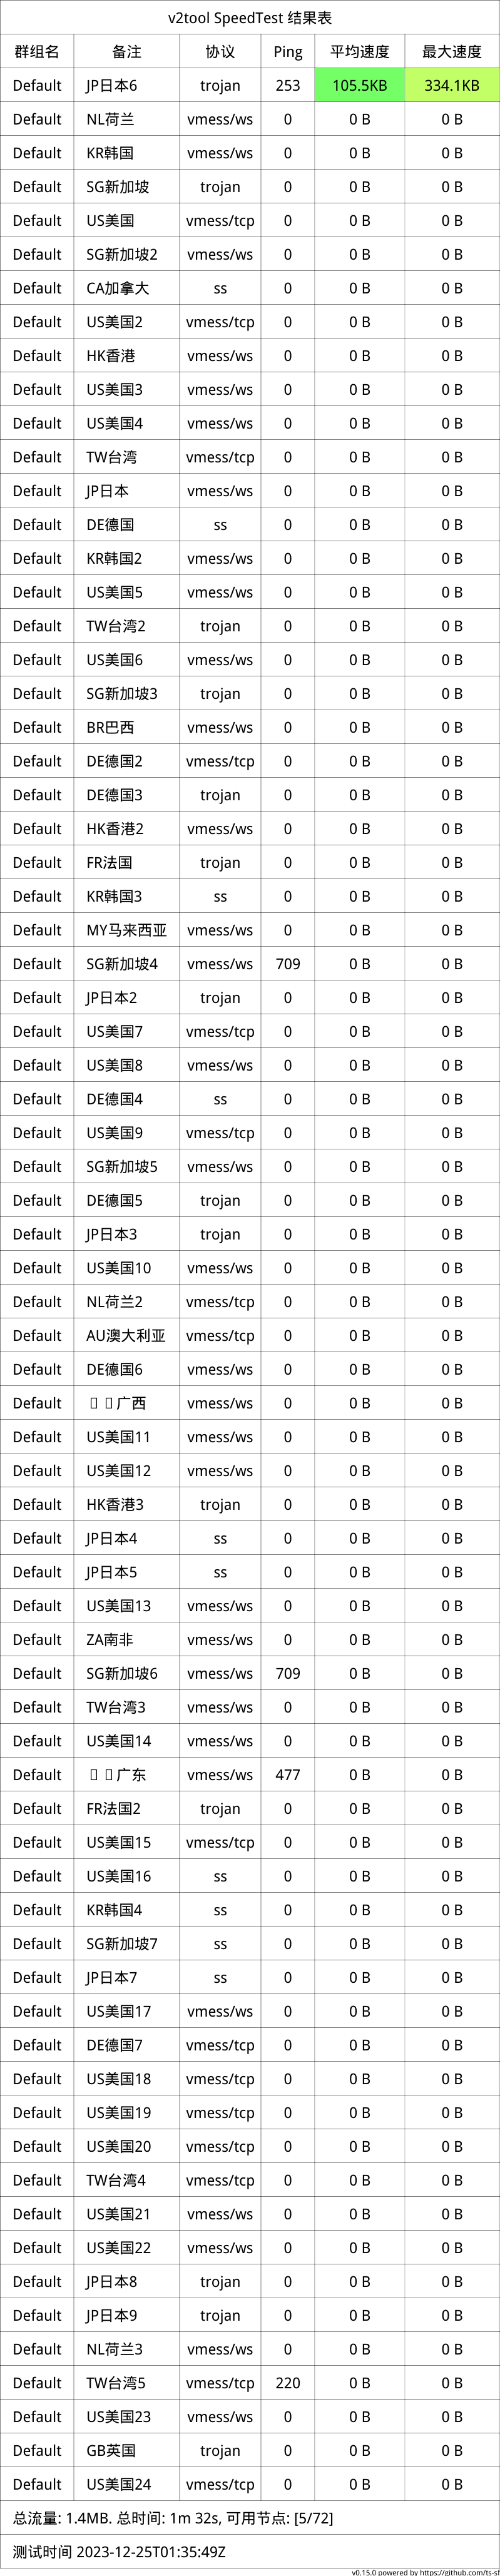 v2tool SpeedTest 结果表
群组名 备注 协议 Ping 平均速度 最大速度
Default JP日本6 trojan 253 105.5KB 334.1KB
Default NL荷兰 vmess/ws 0 0 B 0 B
Default KR韩国 vmess/ws 0 0 B 0 B
Default SG新加坡 trojan 0 0 B 0 B
Default US美国 vmess/tcp 0 0 B 0 B
Default SG新加坡2 vmess/ws 0 0 B 0 B
Default CA加拿大 ss 0 0 B 0 B
Default US美国2 vmess/tcp 0 0 B 0 B
Default HK香港 vmess/ws 0 0 B 0 B
Default US美国3 vmess/ws 0 0 B 0 B
Default US美国4 vmess/ws 0 0 B 0 B
Default TW台湾 vmess/tcp 0 0 B 0 B
Default JP日本 vmess/ws 0 0 B 0 B
Default DE德国 ss 0 0 B 0 B
Default KR韩国2 vmess/ws 0 0 B 0 B
Default US美国5 vmess/ws 0 0 B 0 B
Default TW台湾2 trojan 0 0 B 0 B
Default US美国6 vmess/ws 0 0 B 0 B
Default SG新加坡3 trojan 0 0 B 0 B
Default BR巴西 vmess/ws 0 0 B 0 B
Default DE德国2 vmess/tcp 0 0 B 0 B
Default DE德国3 trojan 0 0 B 0 B
Default HK香港2 vmess/ws 0 0 B 0 B
Default FR法国 trojan 0 0 B 0 B
Default KR韩国3 ss 0 0 B 0 B
Default MY马来西亚 vmess/ws 0 0 B 0 B
Default SG新加坡4 vmess/ws 709 0 B 0 B
Default JP日本2 trojan 0 0 B 0 B
Default US美国7 vmess/tcp 0 0 B 0 B
Default US美国8 vmess/ws 0 0 B 0 B
Default DE德国4 ss 0 0 B 0 B
Default US美国9 vmess/tcp 0 0 B 0 B
Default SG新加坡5 vmess/ws 0 0 B 0 B
Default DE德国5 trojan 0 0 B 0 B
Default JP日本3 trojan 0 0 B 0 B
Default US美国10 vmess/ws 0 0 B 0 B
Default NL荷兰2 vmess/tcp 0 0 B 0 B
Default AU澳大利亚 vmess/tcp 0 0 B 0 B
Default DE德国6 vmess/ws 0 0 B 0 B
Default 广西 vmess/ws 0 0 B 0 B
Default US美国11 vmess/ws 0 0 B 0 B
Default US美国12 vmess/ws 0 0 B 0 B
Default HK香港3 trojan 0 0 B 0 B
Default JP日本4 ss 0 0 B 0 B
Default JP日本5 ss 0 0 B 0 B
Default US美国13 vmess/ws 0 0 B 0 B
Default ZA南非 vmess/ws 0 0 B 0 B
Default SG新加坡6 vmess/ws 709 0 B 0 B
Default TW台湾3 vmess/ws 0 0 B 0 B
Default US美国14 vmess/ws 0 0 B 0 B
Default 广东 vmess/ws 477 0 B 0 B
Default FR法国2 trojan 0 0 B 0 B
Default US美国15 vmess/tcp 0 0 B 0 B
Default US美国16 ss 0 0 B 0 B
Default KR韩国4 ss 0 0 B 0 B
Default SG新加坡7 ss 0 0 B 0 B
Default JP日本7 ss 0 0 B 0 B
Default US美国17 vmess/ws 0 0 B 0 B
Default DE德国7 vmess/tcp 0 0 B 0 B
Default US美国18 vmess/tcp 0 0 B 0 B
Default US美国19 vmess/tcp 0 0 B 0 B
Default US美国20 vmess/tcp 0 0 B 0 B
Default TW台湾4 vmess/tcp 0 0 B 0 B
Default US美国21 vmess/ws 0 0 B 0 B
Default US美国22 vmess/ws 0 0 B 0 B
Default JP日本8 trojan 0 0 B 0 B
Default JP日本9 trojan 0 0 B 0 B
Default NL荷兰3 vmess/ws 0 0 B 0 B
Default TW台湾5 vmess/tcp 220 0 B 0 B
Default US美国23 vmess/ws 0 0 B 0 B
Default GB英国 trojan 0 0 B 0 B
Default US美国24 vmess/tcp 0 0 B 0 B
总流量: 1.4MB. 总时间: 1m 32s, 可用节点: [5/72]
测试时间 2023-12-25T01:35:49Z
v0.15.0 powered by https://github.com/ts-sl